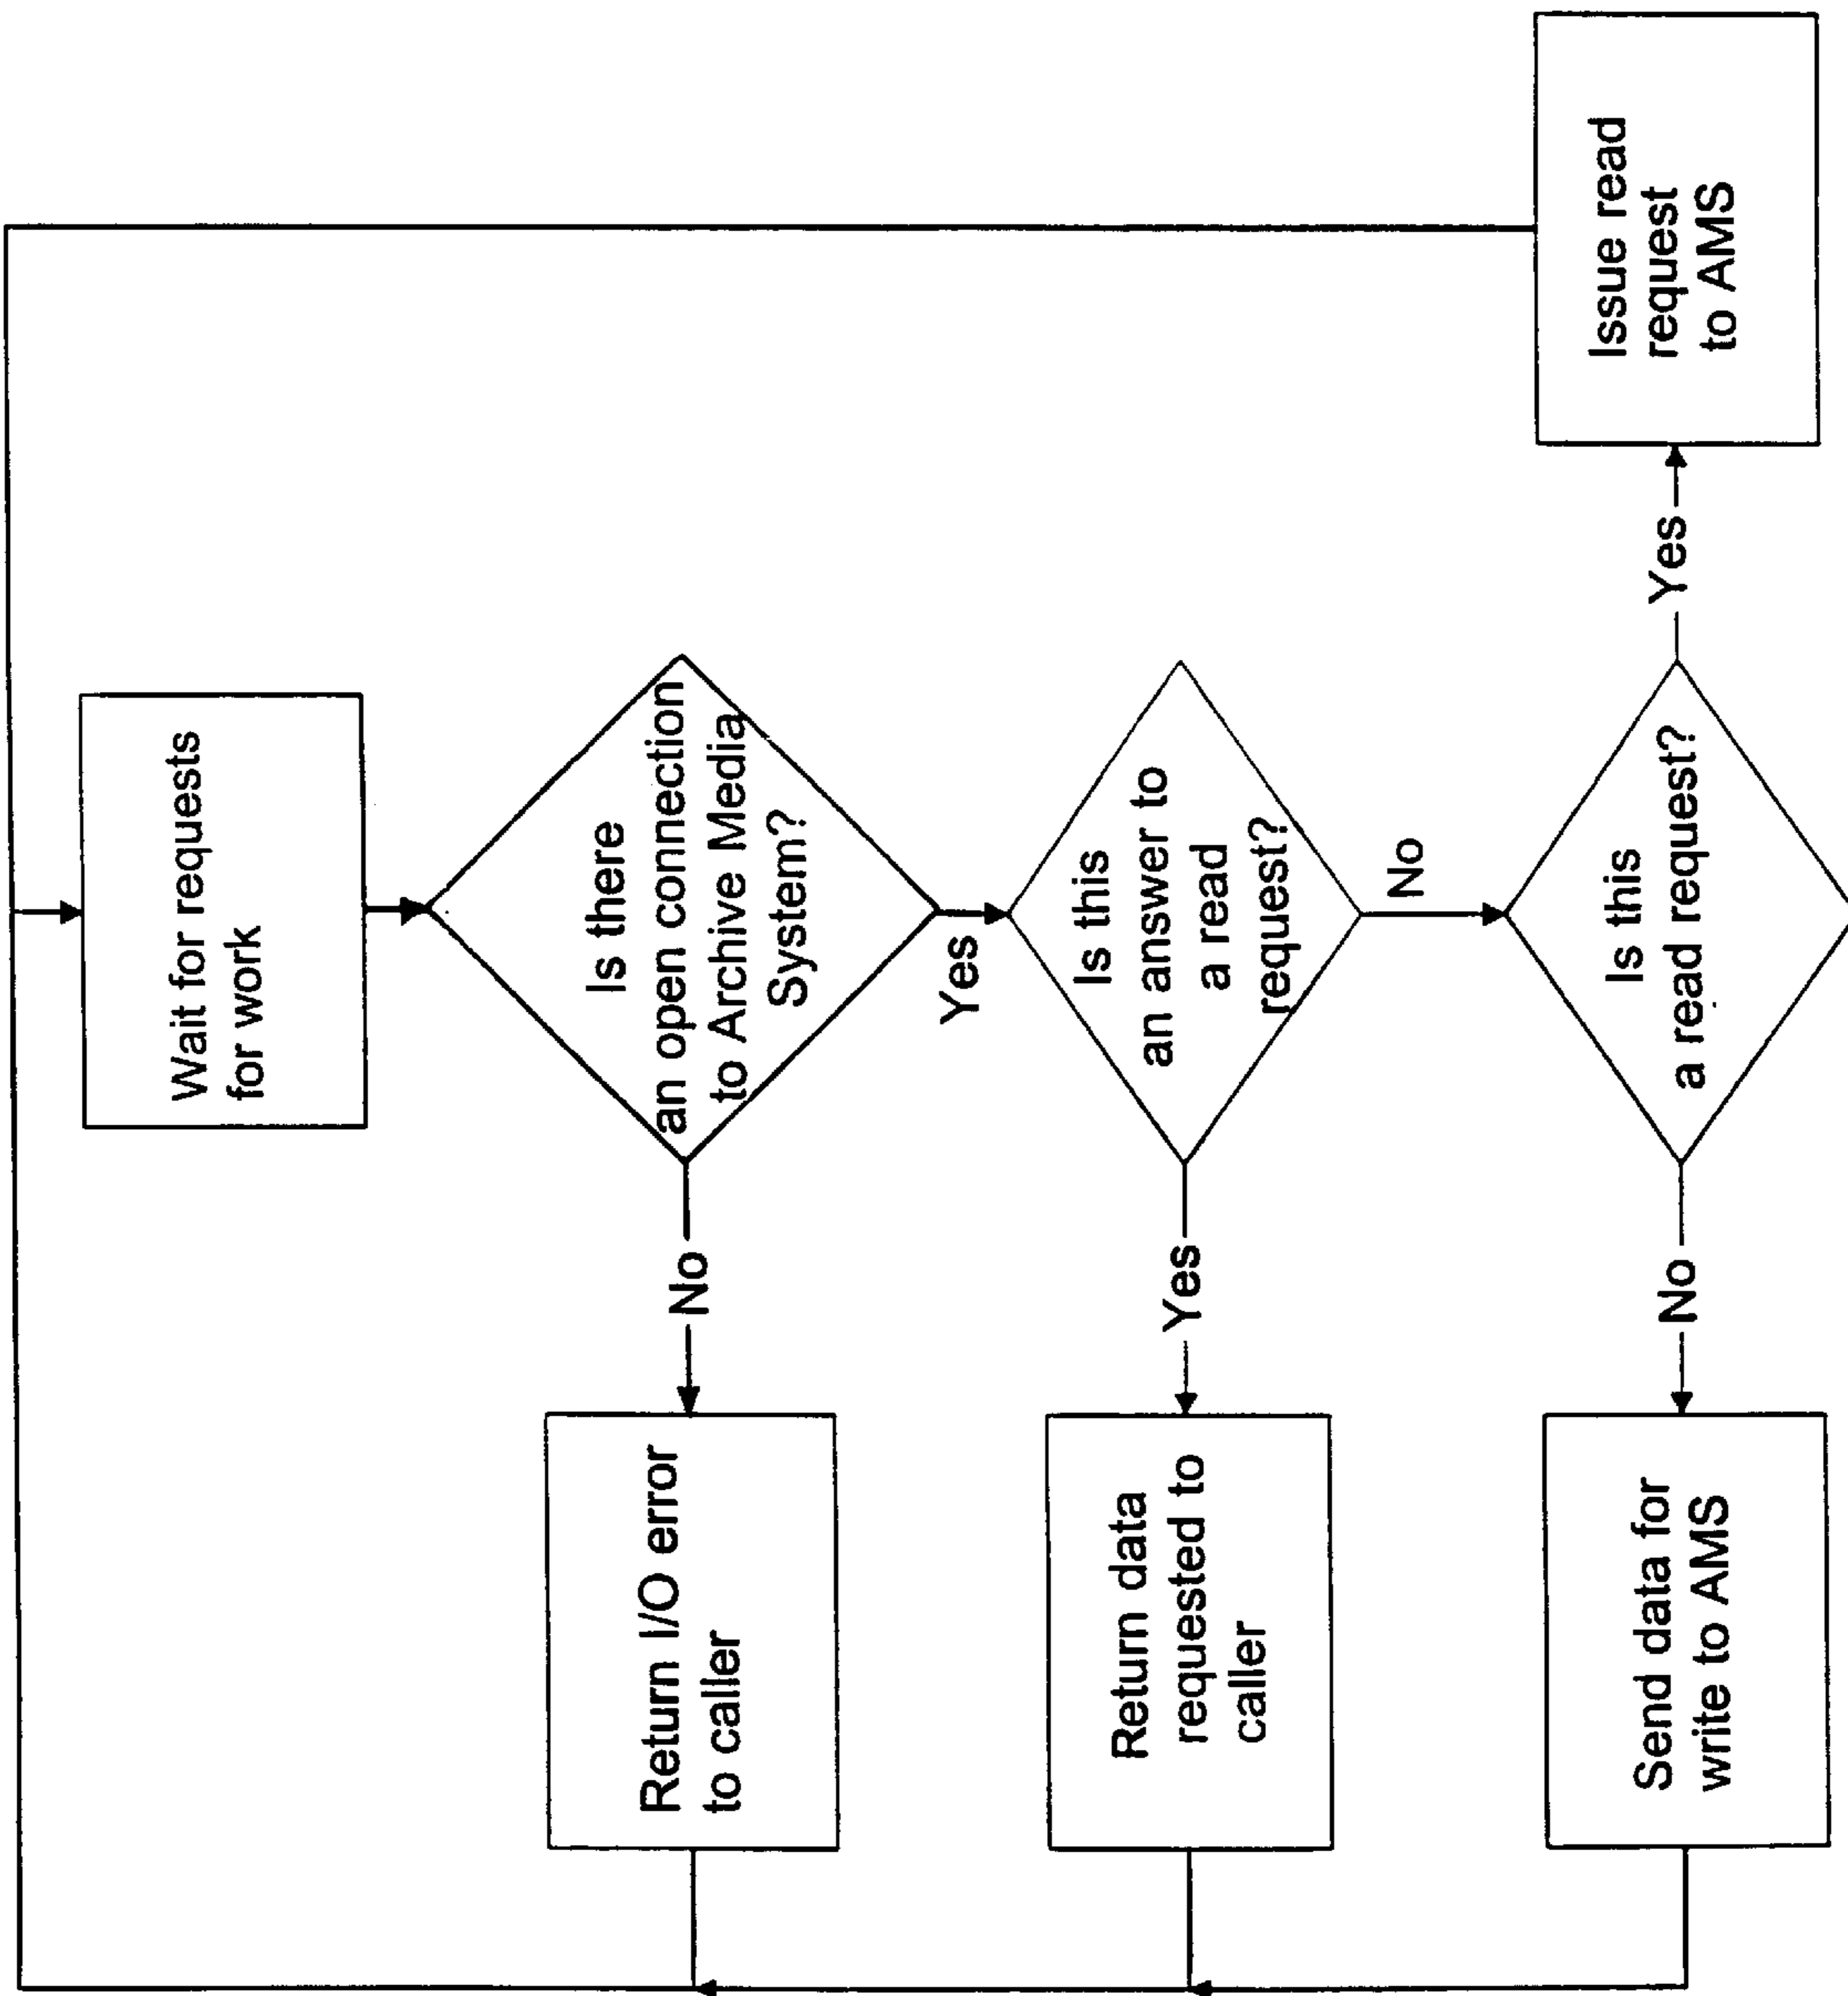 Wait for requests
for work
Is there
an open connection
to Archive Media
System?
No
Return I/O error
to caller
Yes
Is this
an answer to
a read
request?
Yes
Return data
requested to
caller
No
Is this
a read request?
No
Send data for
write to AMS
Yes
Issue read
request
to AMS